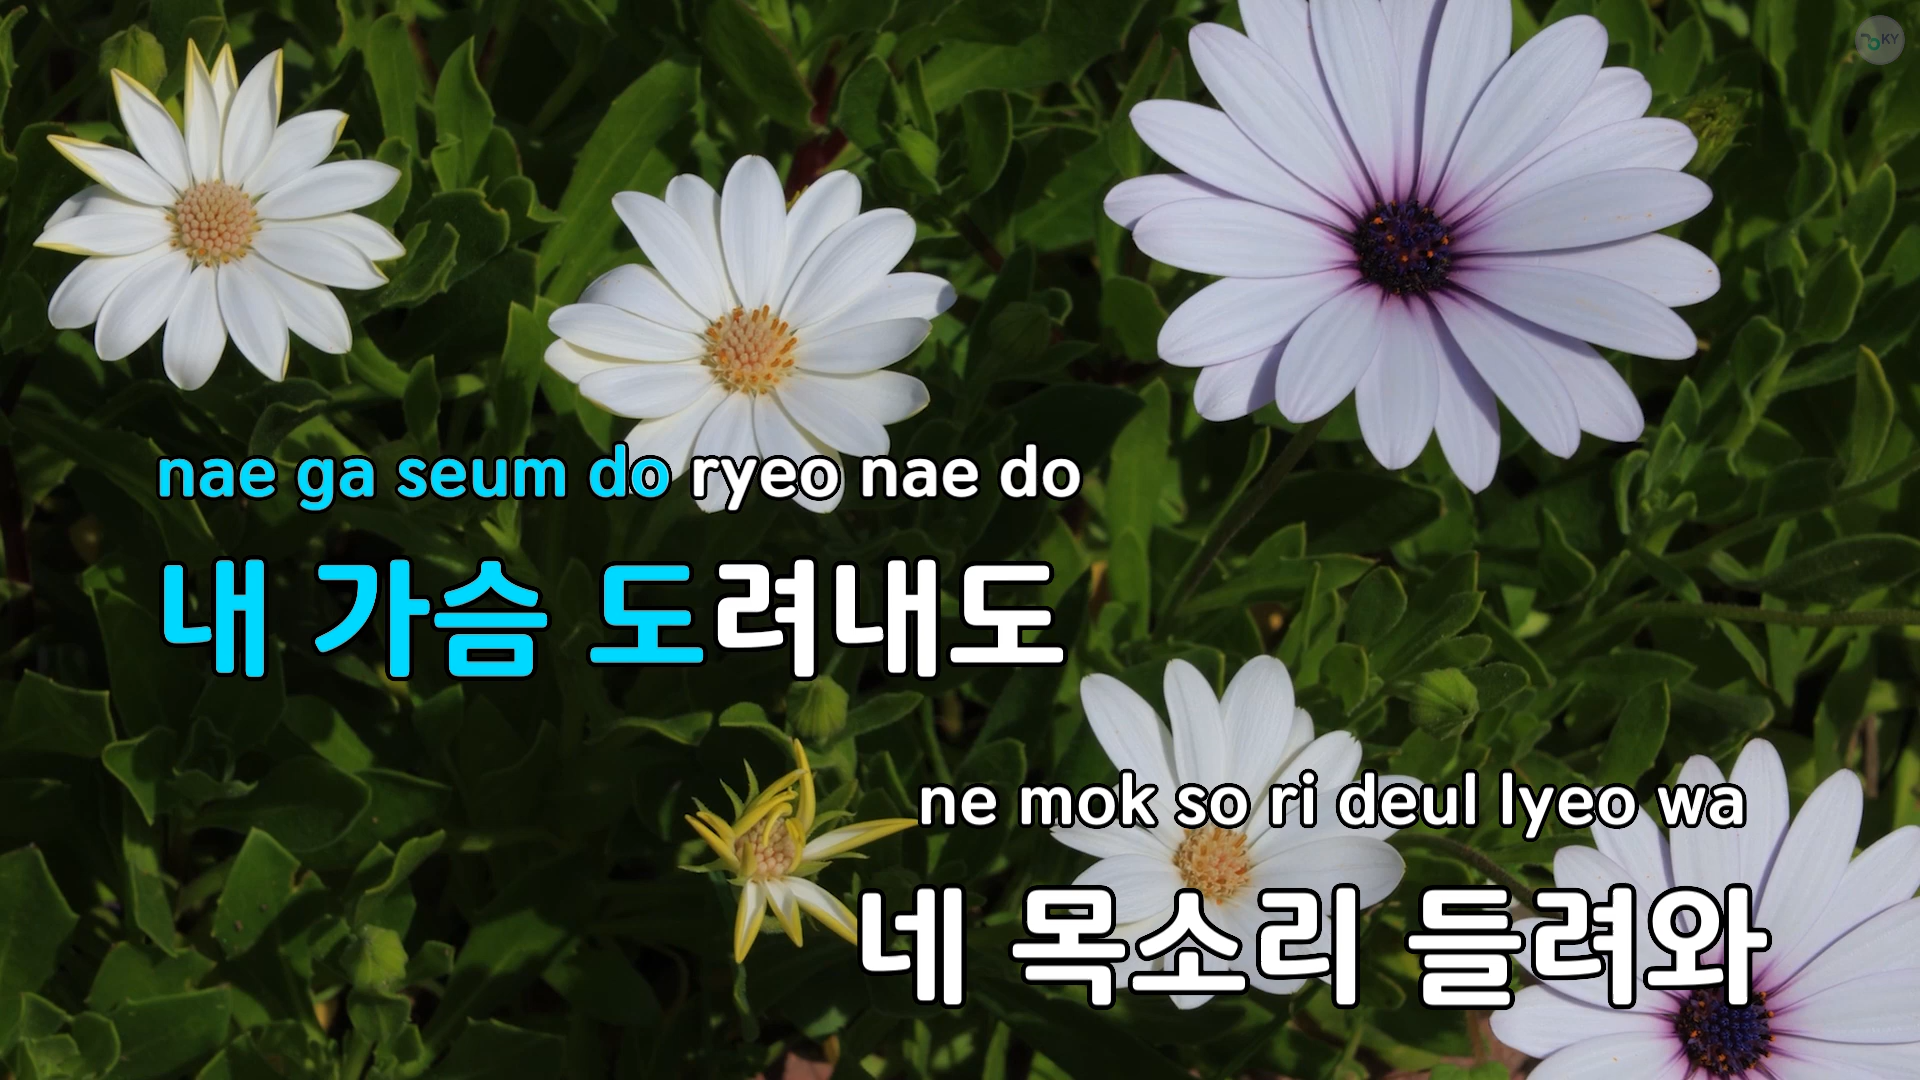 KY
nae ga seum do ryeo nae do
내 가슴 도려내도
ne mok so ri deul lyeo wa
네 목소리 들려와